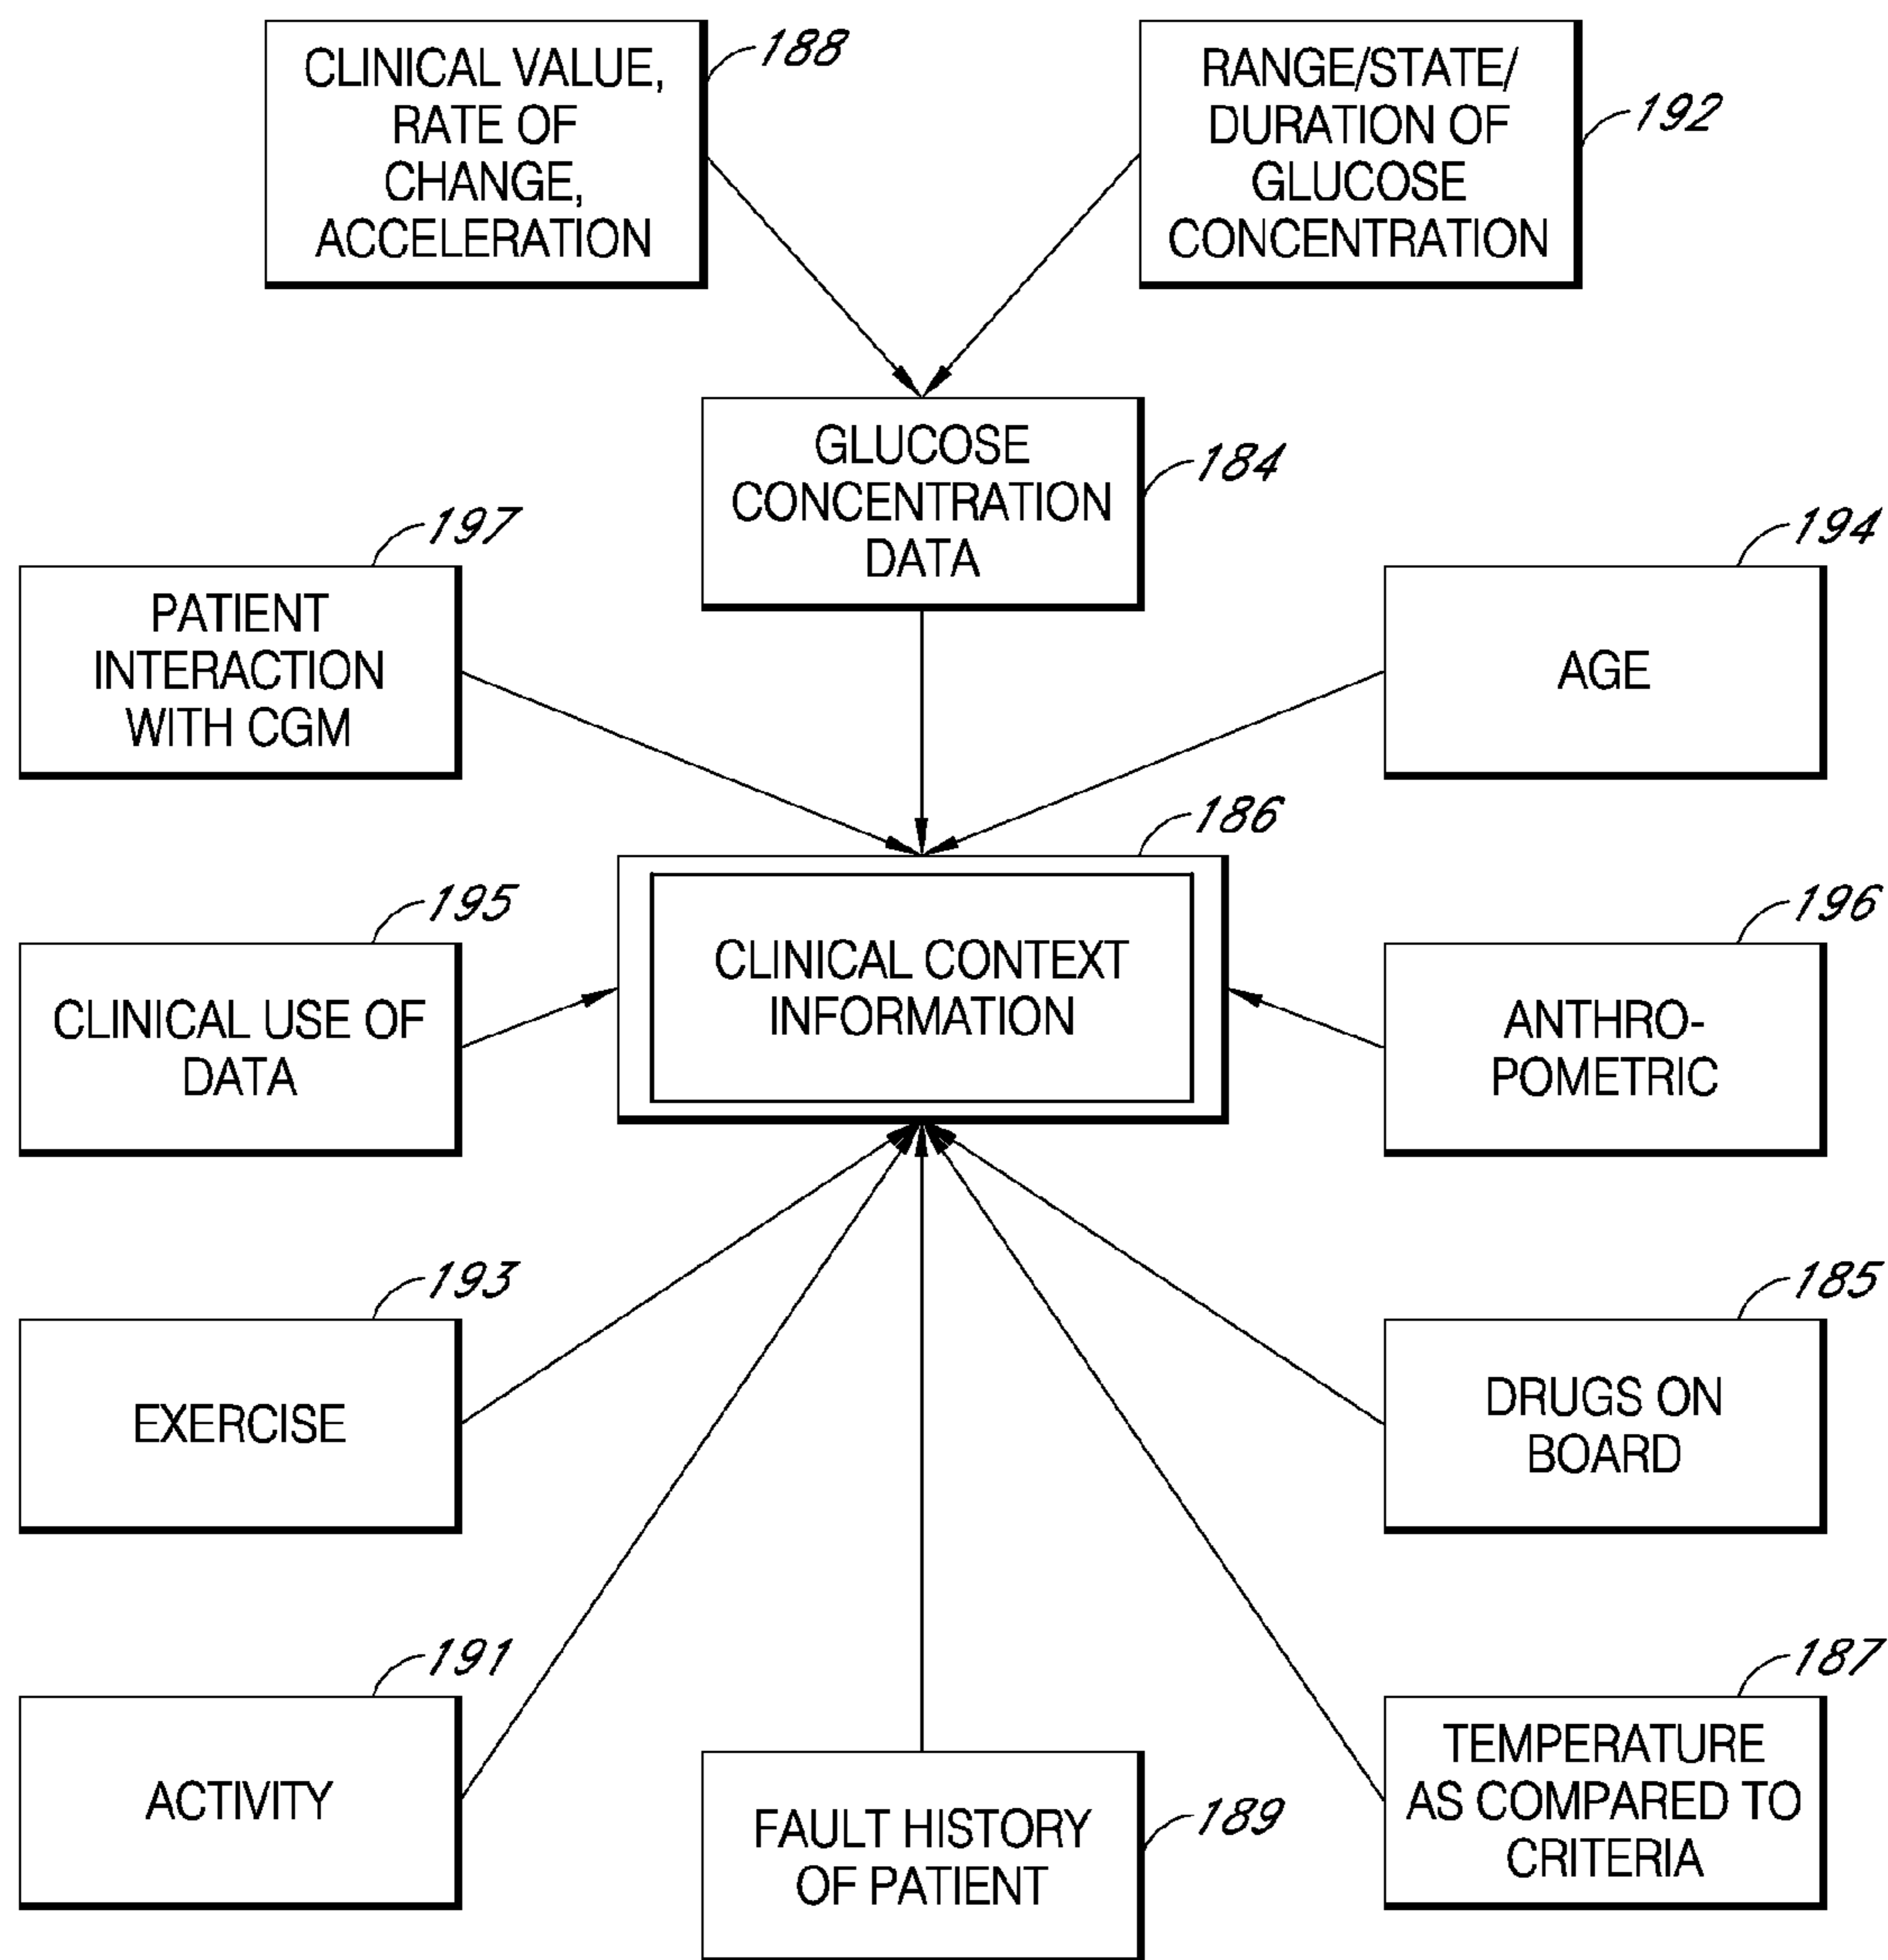 CLINICAL VALUE,
RATE OF
CHANGE,
ACCELERATION
188
RANGE/STATE/
DURATION OF
GLUCOSE
CONCENTRATION
192
GLUCOSE
CONCENTRATION
DATA
184
197
PATIENT
INTERACTION
WITH CGM
194
AGE
186
CLINICAL CONTEXT
INFORMATION
195
CLINICAL USE OF
DATA
196
ANTHRO-
POMETRIC
193
EXERCISE
185
DRUGS ON
BOARD
191
ACTIVITY
FAULT HISTORY
OF PATIENT
189
187
TEMPERATURE
AS COMPARED TO
CRITERIA